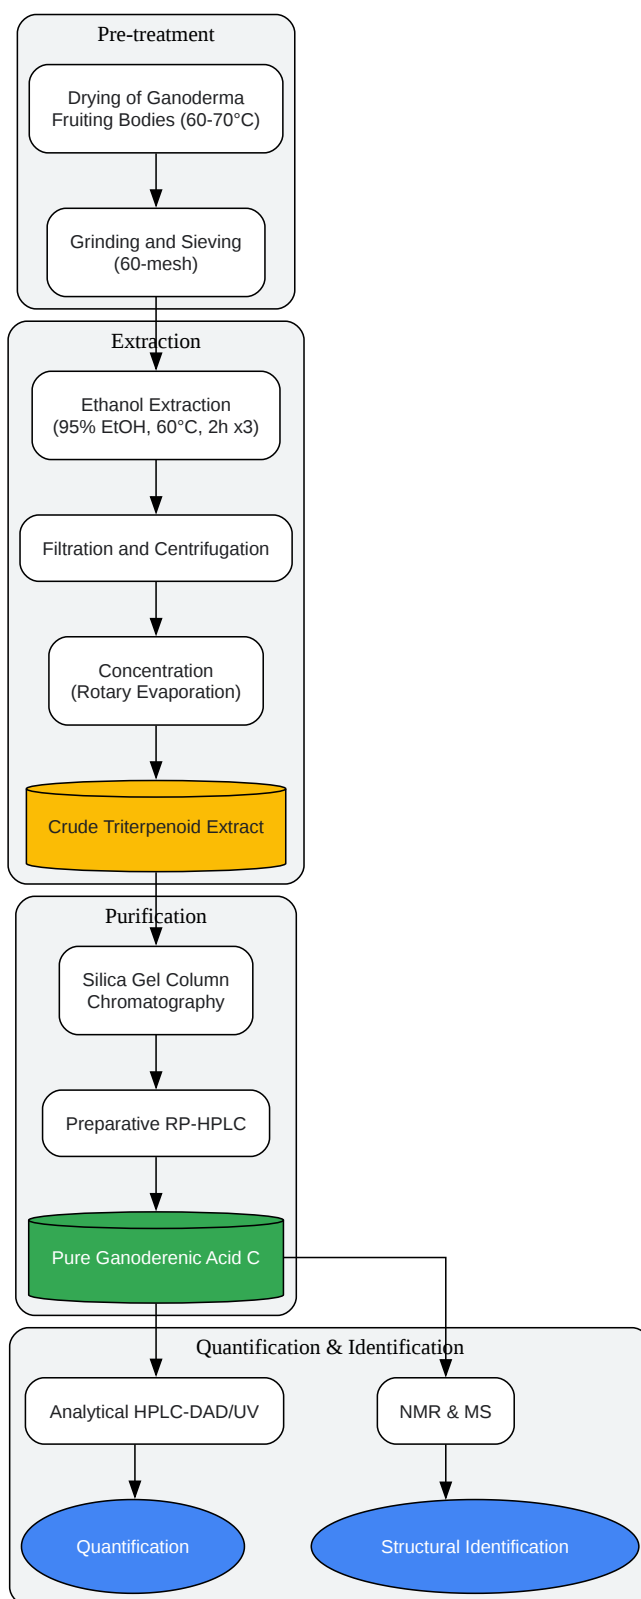 Pre-treatment
Drying of Ganoderma
Fruiting Bodies (60-70°C)
Grinding and Sieving
(60-mesh)
Extraction
Ethanol Extraction
(95% EtOH, 60°C, 2h x3)
Filtration and Centrifugation
Concentration
(Rotary Evaporation)
Crude Triterpenoid Extract
Purification
Silica Gel Column
Chromatography
Preparative RP-HPLC
Pure Ganoderenic Acid C
Quantification & Identification
Analytical HPLC-DAD/UV
NMR & MS
Quantification
Structural Identification